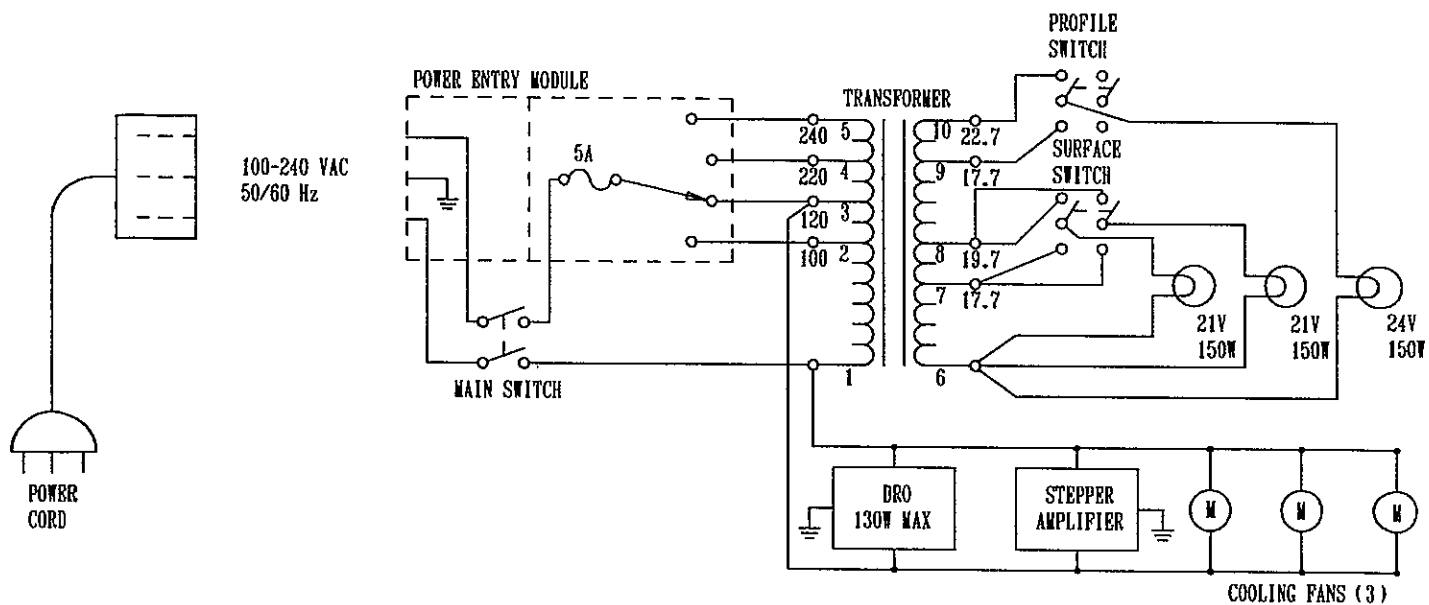 PROFILE
SWITCH
POWER ENTRY MODULE
TRANSFORMER
100-240 VAC
50/60 Hz
5A
240
5
220
4
120
3
100
2
1
10
22.7
9
17.7
8
19.7
7
17.7
6
SURFACE
SWITCH
21V
150W
21V
150W
24V
150W
MAIN SWITCH
POWER
CORD
DRO
130W MAX
STEPPER
AMPLIFIER
M
M
M
COOLING FANS (3)